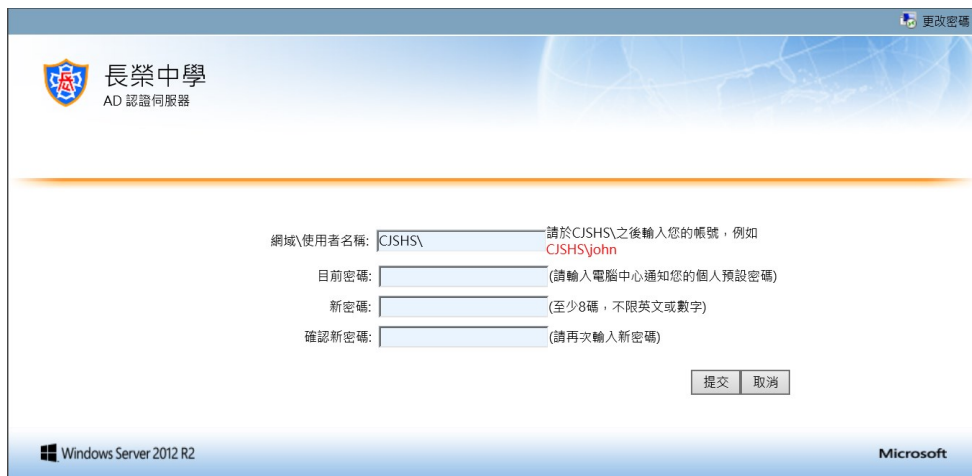 更改密碼
長榮中學
AD 認證伺服器
網域\使用者名稱: CJSHS\ 請於CJSHS\之後輸入您的帳號，例如
CJSHS\john
目前密碼: (請輸入電腦中心通知您的個人預設密碼)
新密碼: (至少8碼，不限英文或數字)
確認新密碼: (請再次輸入新密碼)
提交 取消
Windows Server 2012 R2 Microsoft